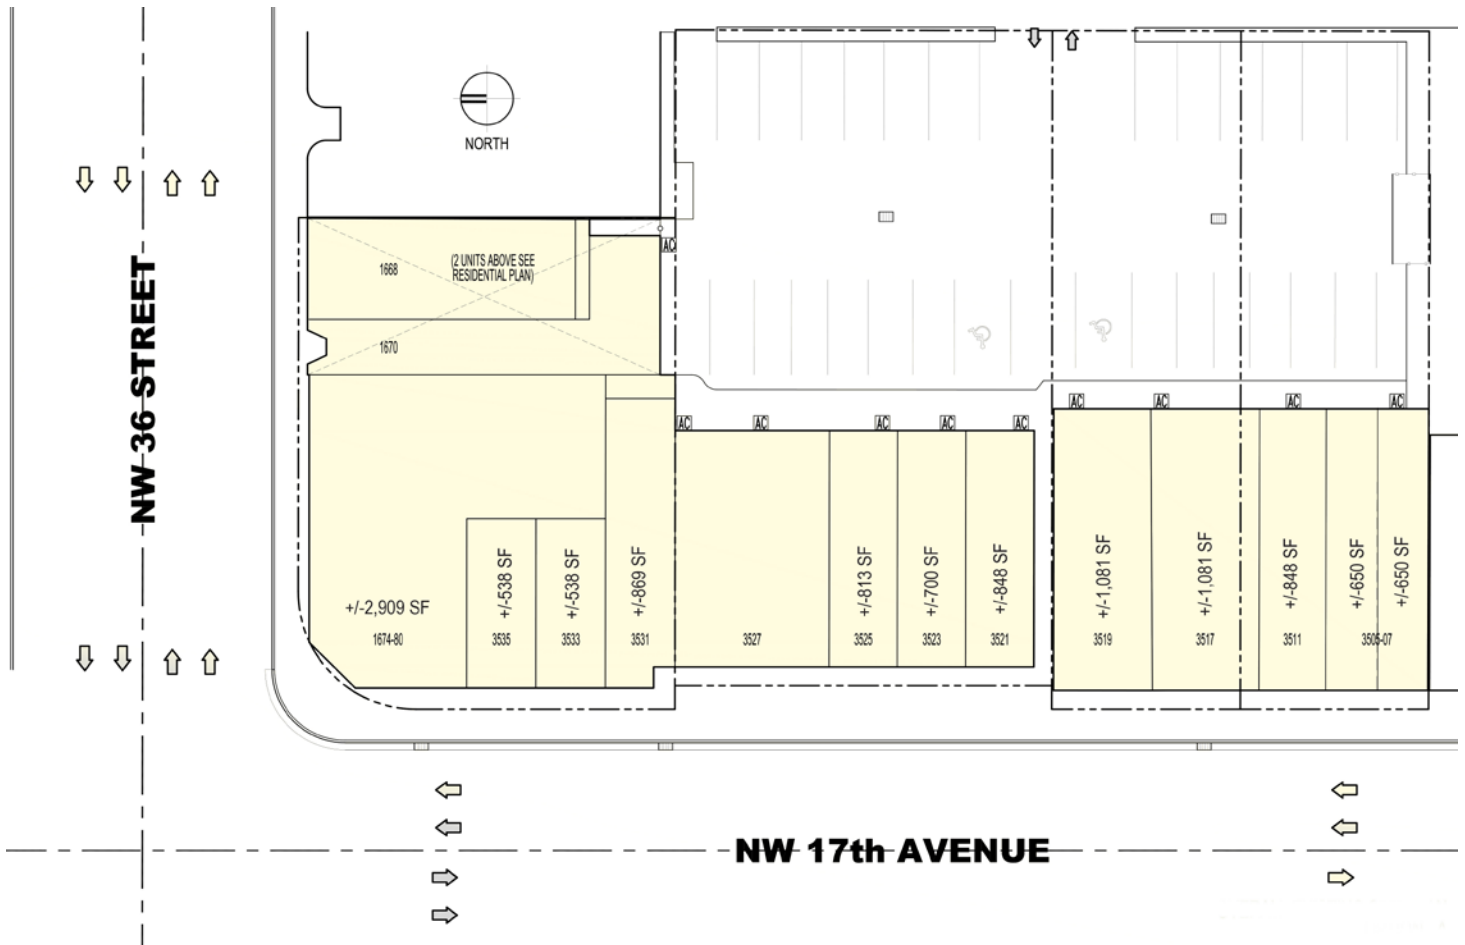 NORTH
AC
1668
(2 UNITS ABOVE SEE
RESIDENTIAL PLAN)
1670
NW 36 STREET
AC
AC
AC
AC
AC
AC
AC
AC
AC
+/-2,909 SF
1674-80
+/-538 SF
3535
+/-538 SF
3533
+/-869 SF
3531
3527
+/-813 SF
3525
+/-700 SF
3523
+/-848 SF
3521
+/-1,081 SF
3519
+/-1,081 SF
3517
+/-848 SF
3511
+/-650 SF
+/-650 SF
3505-07
NW 17th AVENUE